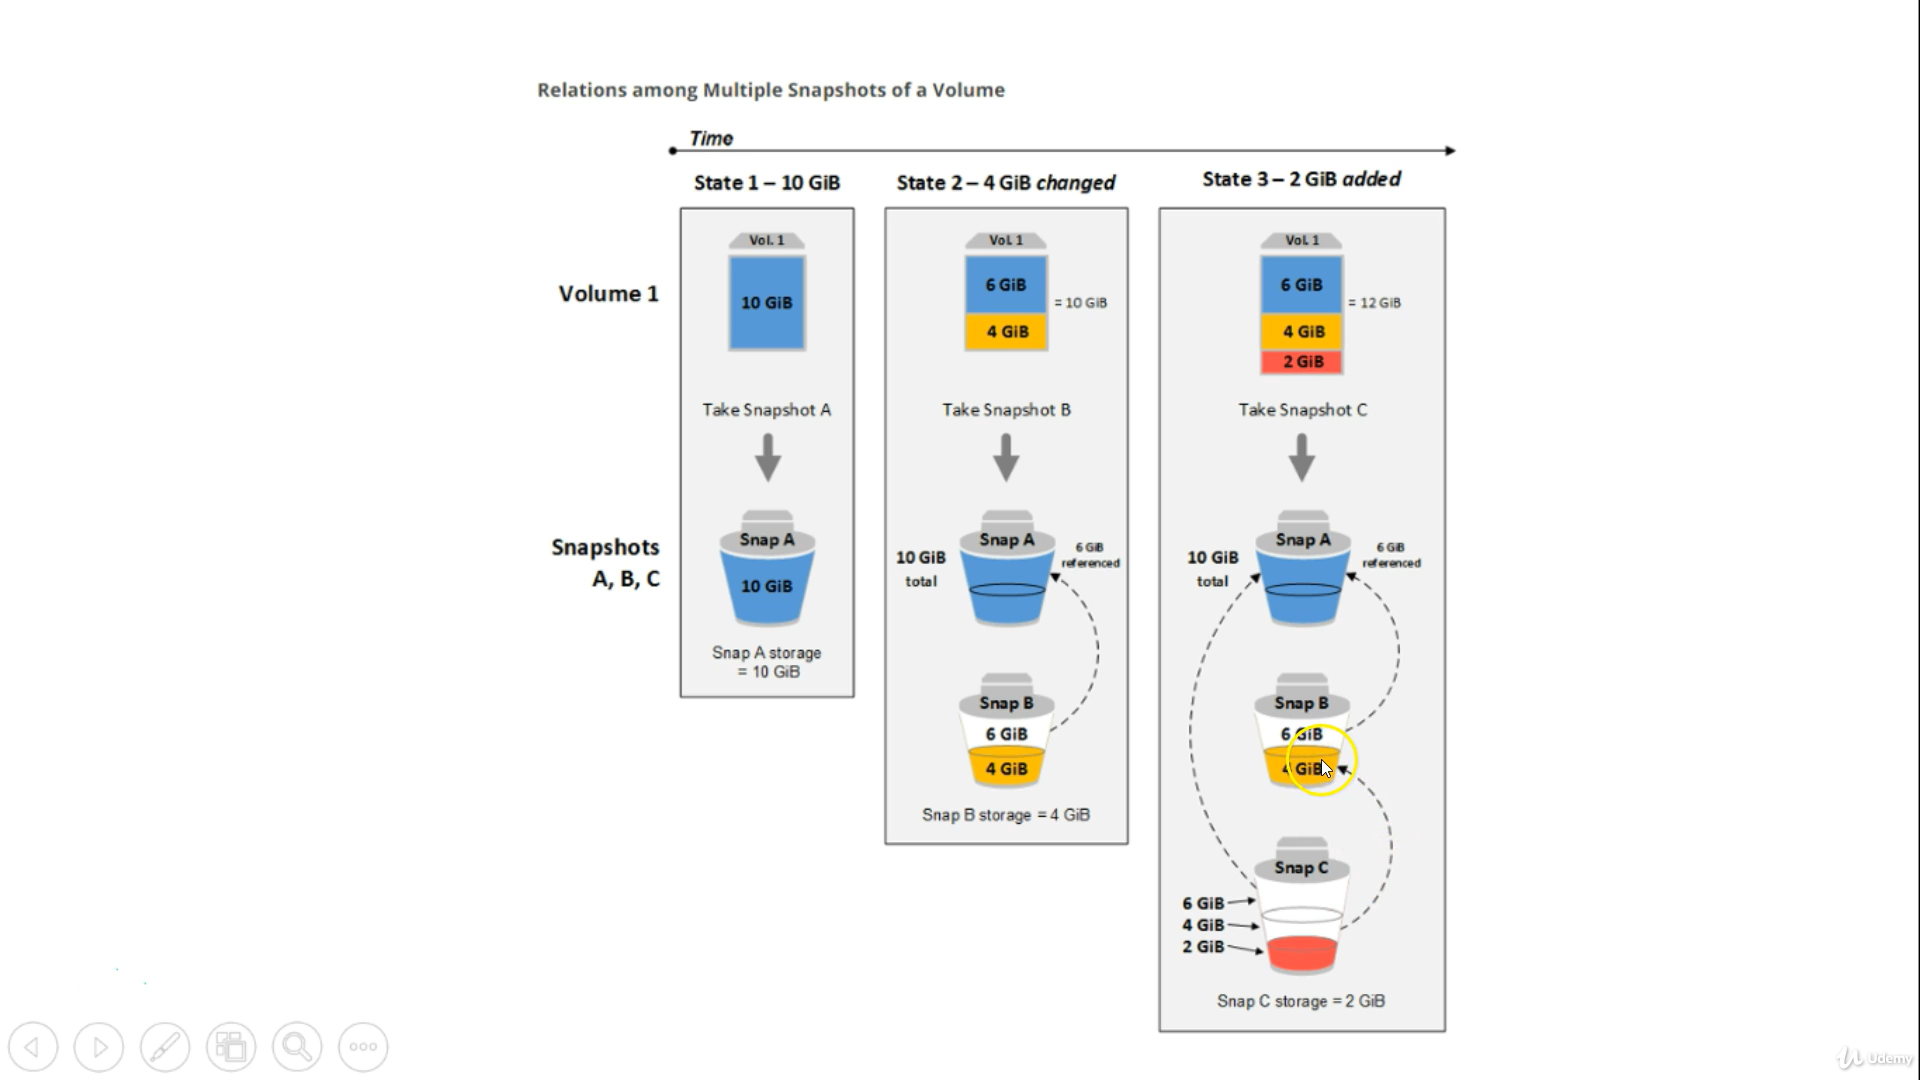 Relations among Multiple Snapshots of a Volume
Time
State 1 – 10 GiB
State 2 – 4 GiB changed
State 3 – 2 GiB added
Volume 1
Vol. 1
10 GiB
Vol. 1
6 GiB
4 GiB
= 10 GiB
Vol. 1
6 GiB
4 GiB
2 GiB
= 12 GiB
Take Snapshot A
Take Snapshot B
Take Snapshot C
Snapshots
A, B, C
Snap A
10 GiB
Snap A storage
= 10 GiB
10 GiB
total
Snap A
6 GiB
referenced
Snap B
6 GiB
4 GiB
Snap B storage = 4 GiB
10 GiB
total
Snap A
6 GiB
referenced
Snap B
6 GiB
4 GiB
Snap C
6 GiB
4 GiB
2 GiB
Snap C storage = 2 GiB
Udemy